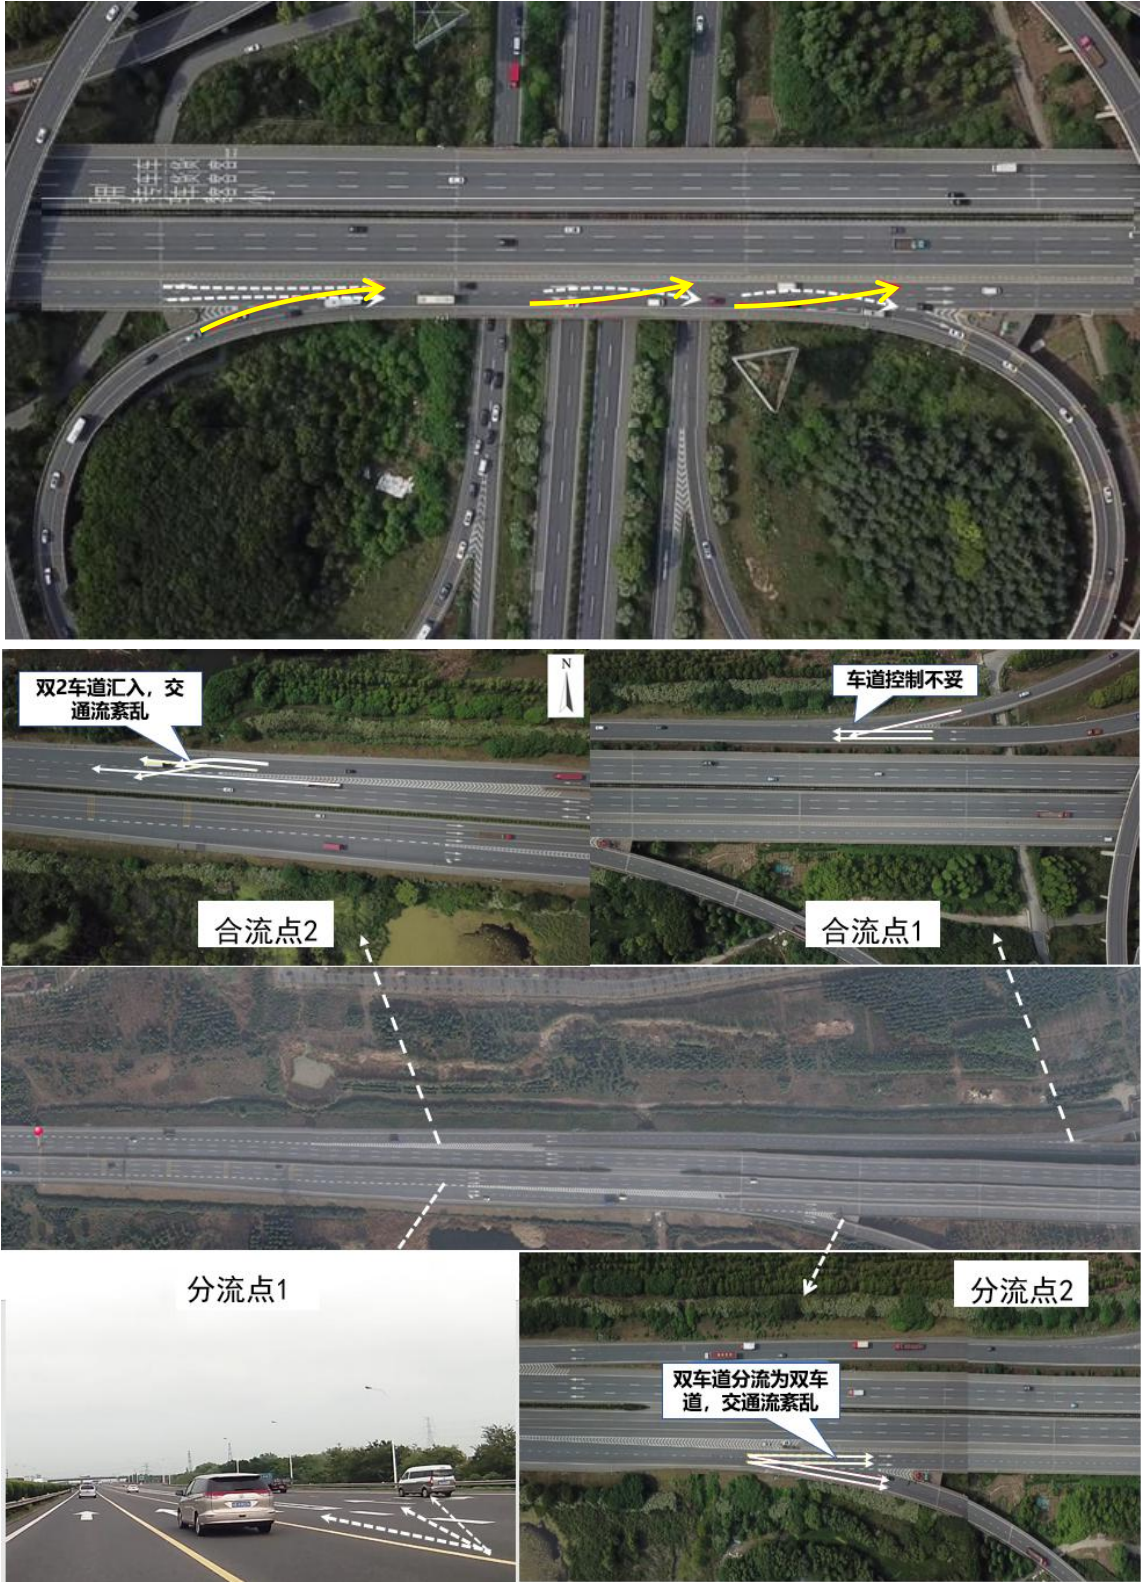 双2车道汇入，交
通流紊乱
N
车道控制不妥
合流点2
合流点1
分流点1
分流点2
双车道分流为双车
道，交通流紊乱